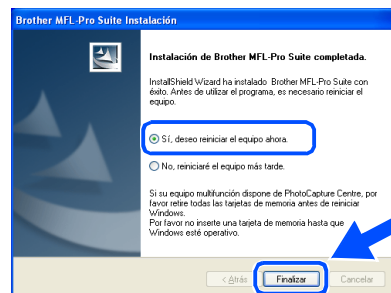 Brother MFL-Pro Suite Instalación
Instalación de Brother MFL-Pro Suite completada.
InstallShield Wizard ha instalado Brother MFL-Pro Suite con
éxito. Antes de utilizar el programa, es necesario reiniciar el
equipo.
Sí, deseo reiniciar el equipo ahora.
No, reiniciaré el equipo más tarde.
Si su equipo multifunción dispone de PhotoCapture Centre, por
favor retire todas las tarjetas de memoria antes de reiniciar
Windows.
Por favor no inserte una tarjeta de memoria hasta que
Windows esté operativo.
< Atrás
Finalizar
Cancelar